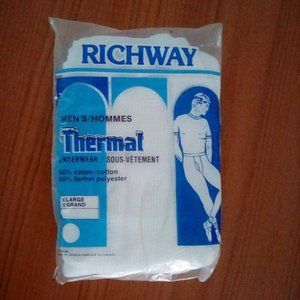 RICHWAY
MEN'S/HOMMES
Thermal
UNDERWEAR / SOUS-VÊTEMENT
50% coton/cotton
50% fortrel polyester
X LARGE
X GRAND